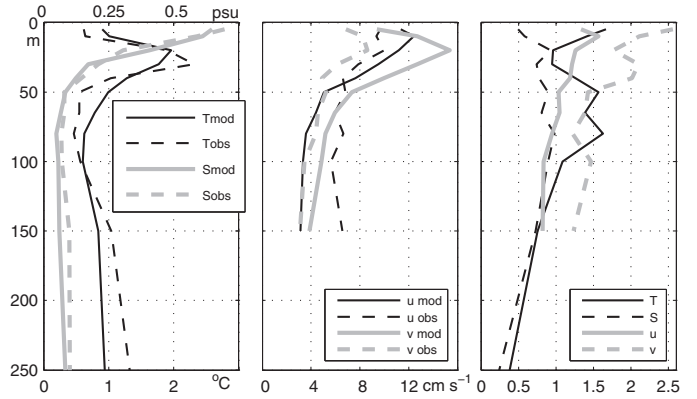 0 0.25 0.5 psu
0
m
50
100
150
200
250
Tmod
Tobs
Smod
Sobs
0 1 2 °C
u mod
u obs
v mod
v obs
0 4 8 12 cm s⁻¹
T
S
u
v
0 0.5 1 1.5 2 2.5